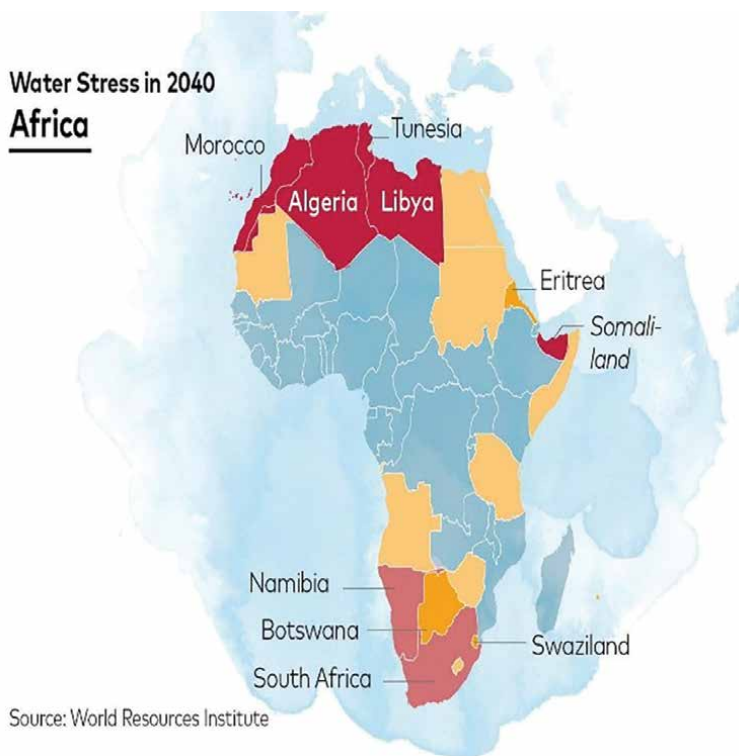 Water Stress in 2040
Africa
Tunesia
Morocco
Algeria
Libya
Eritrea
Somali-
land
Namibia
Botswana
Swaziland
South Africa
Source: World Resources Institute